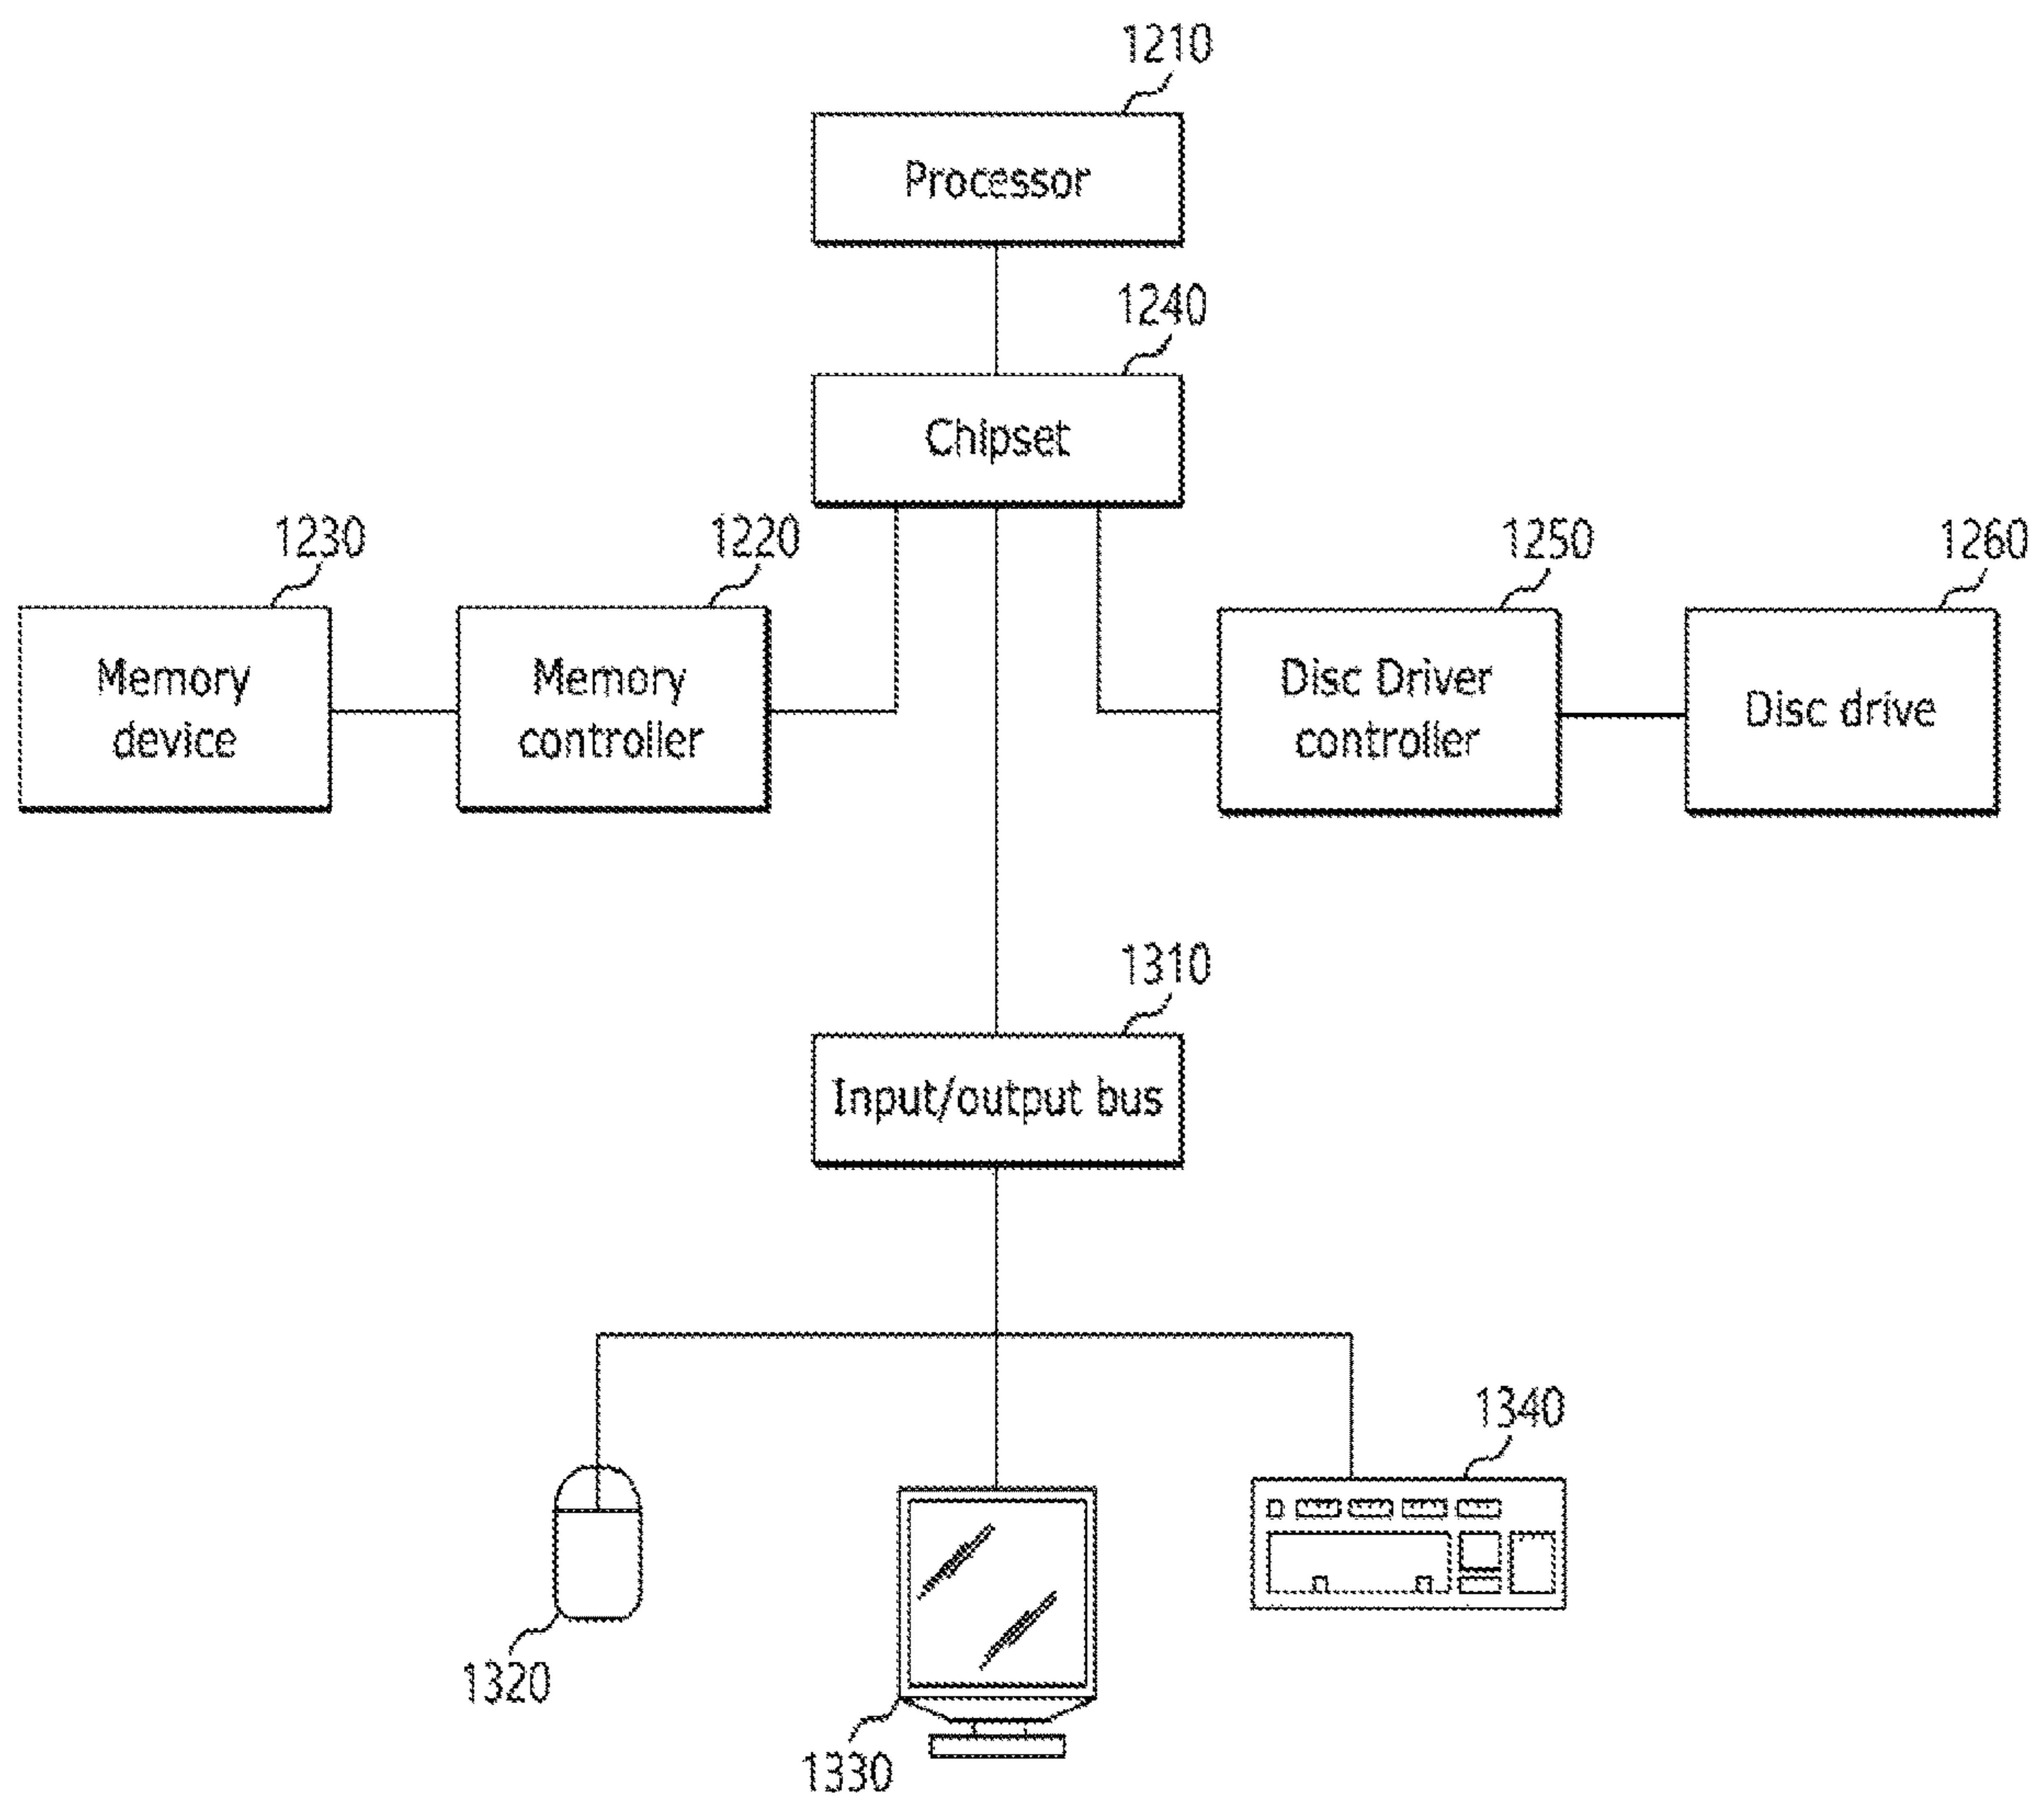 1210
Processor
1240
Chipset
1230
1220
1250
1260
Memory
device
Memory
controller
Disc Driver
controller
Disc drive
1310
Input/output bus
1340
1320
1330